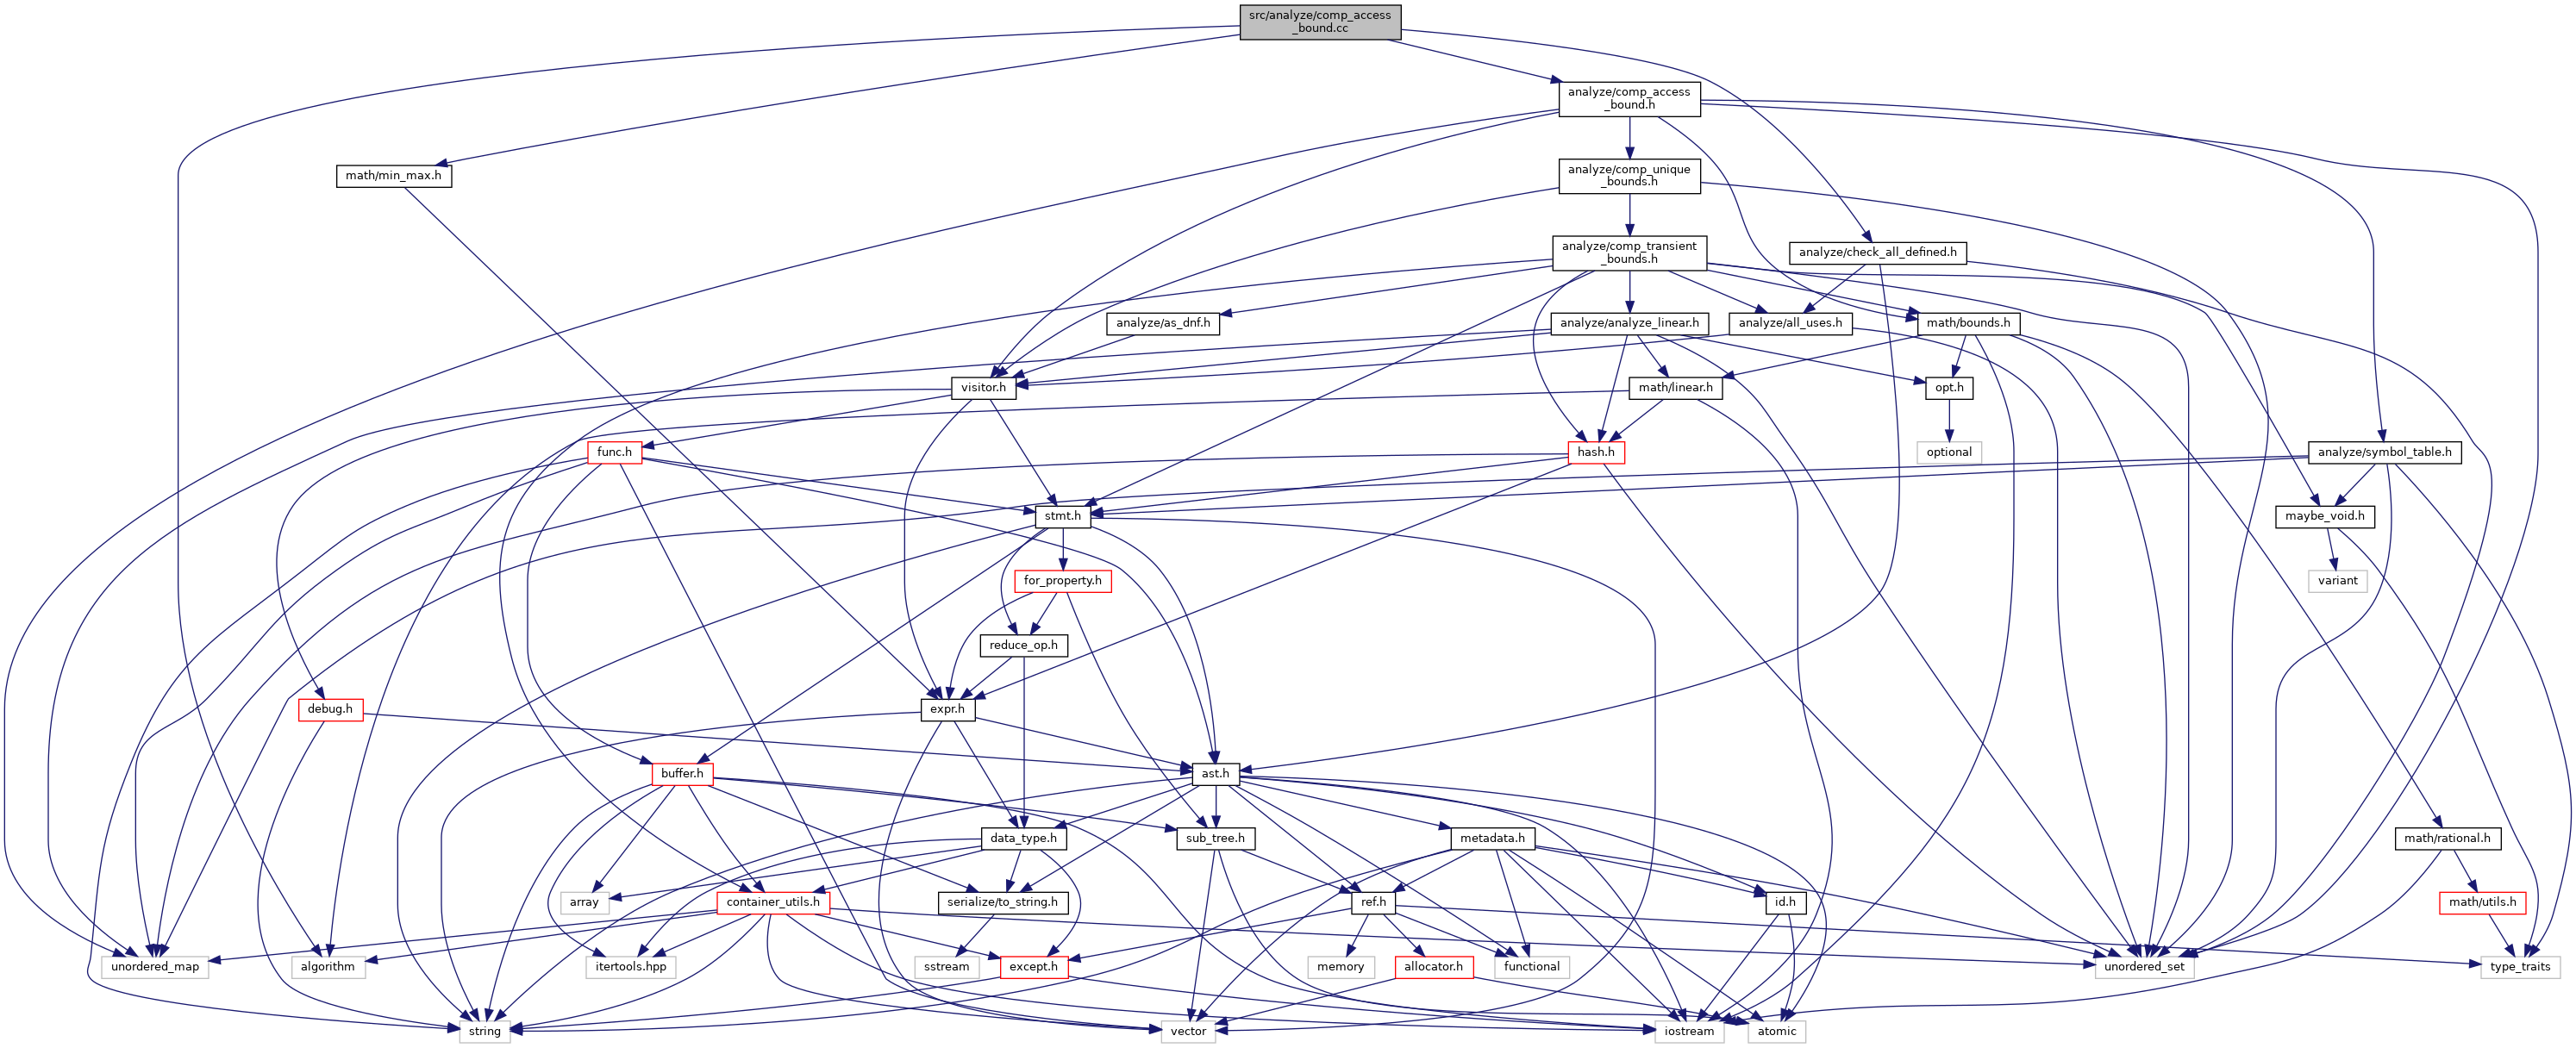 src/analyze/comp_access
_bound.cc
analyze/comp_access
_bound.h
math/min_max.h
analyze/comp_unique
_bounds.h
analyze/comp_transient
_bounds.h
analyze/check_all_defined.h
analyze/as_dnf.h
analyze/analyze_linear.h
analyze/all_uses.h
math/bounds.h
visitor.h
math/linear.h
opt.h
func.h
hash.h
optional
analyze/symbol_table.h
stmt.h
maybe_void.h
for_property.h
variant
reduce_op.h
debug.h
expr.h
buffer.h
ast.h
data_type.h
sub_tree.h
metadata.h
math/rational.h
array
container_utils.h
serialize/to_string.h
ref.h
id.h
math/utils.h
unordered_map
algorithm
itertools.hpp
sstream
except.h
memory
allocator.h
functional
unordered_set
type_traits
string
vector
iostream
atomic